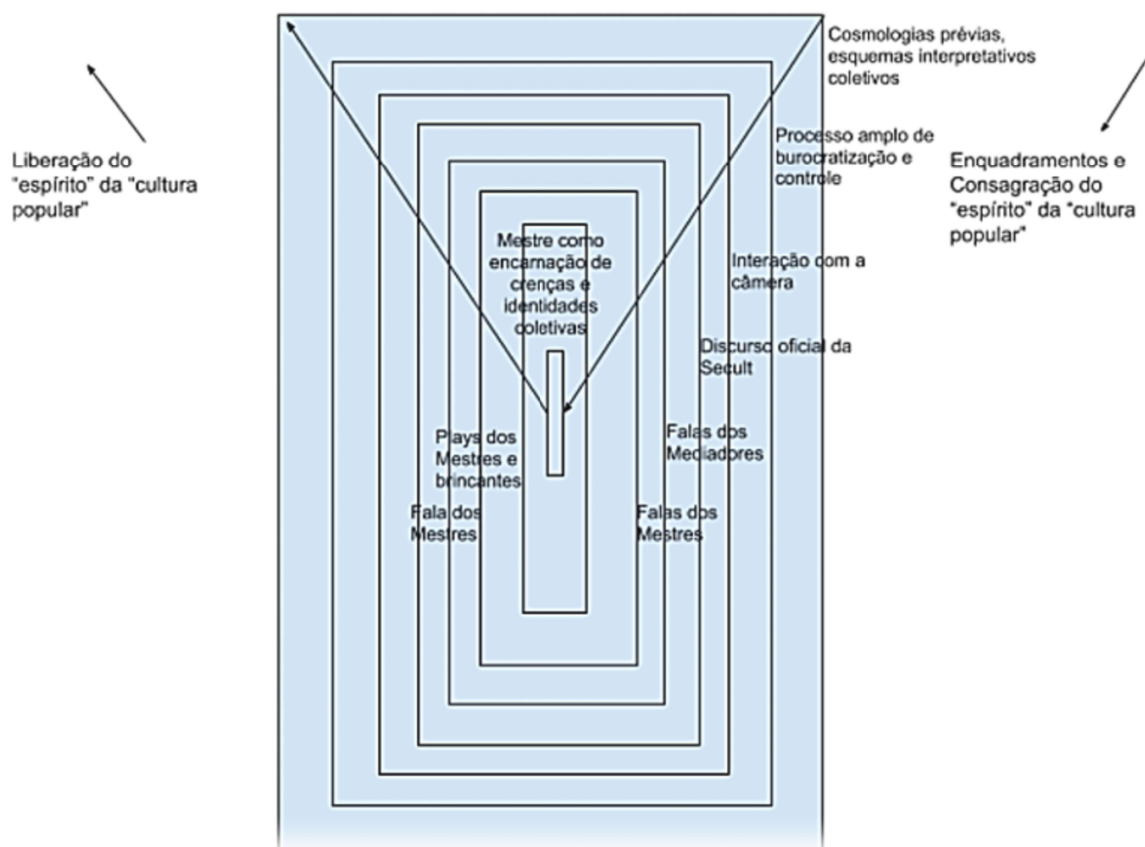 Cosmologias prévias,
esquemas interpretativos
coletivos
Liberação do
"espírito" da "cultura
popular"
Processo amplo de
burocratização e
controle
Enquadramentos e
Consagração do
"espírito" da "cultura
popular"
Mestre como
encarnação de
crenças e
identidades
coletivas
Interação com a
câmera
Discurso oficial da
Secult
Plays dos
Mestres e
brincantes
Falas dos
Mediadores
Fala dos
Mestres
Falas dos
Mestres